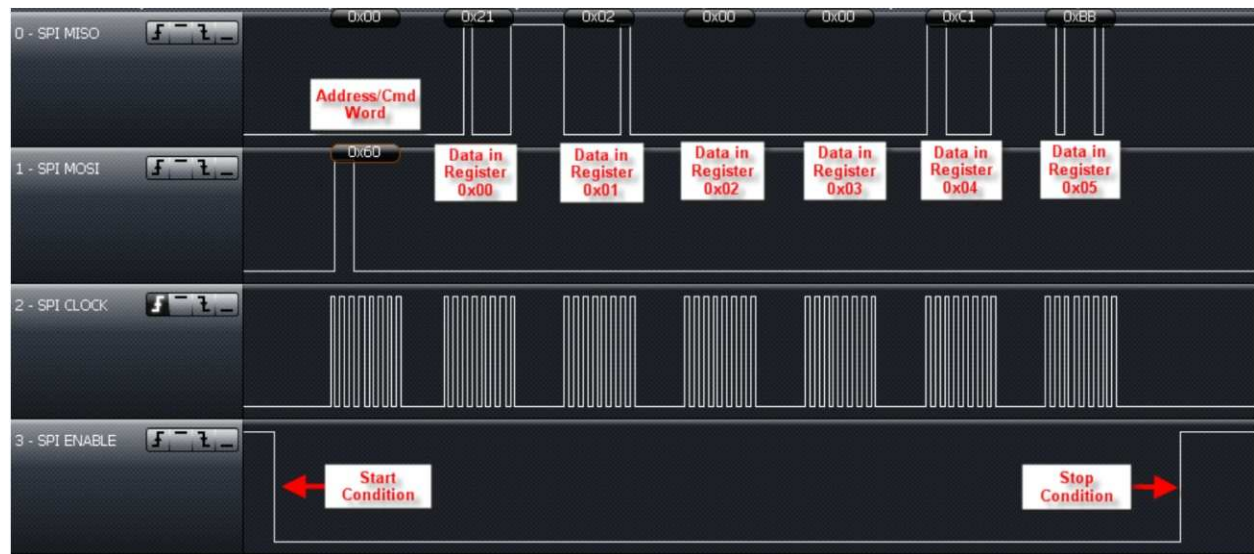 0x00
0x21
0x02
0x00
0x00
0xC1
0xBB
0 - SPI MISO
Address/Cmd
Word
0x60
1 - SPI MOSI
Data in
Register
0x00
Data in
Register
0x01
Data in
Register
0x02
Data in
Register
0x03
Data in
Register
0x04
Data in
Register
0x05
2 - SPI CLOCK
3 - SPI ENABLE
Start
Condition
Stop
Condition